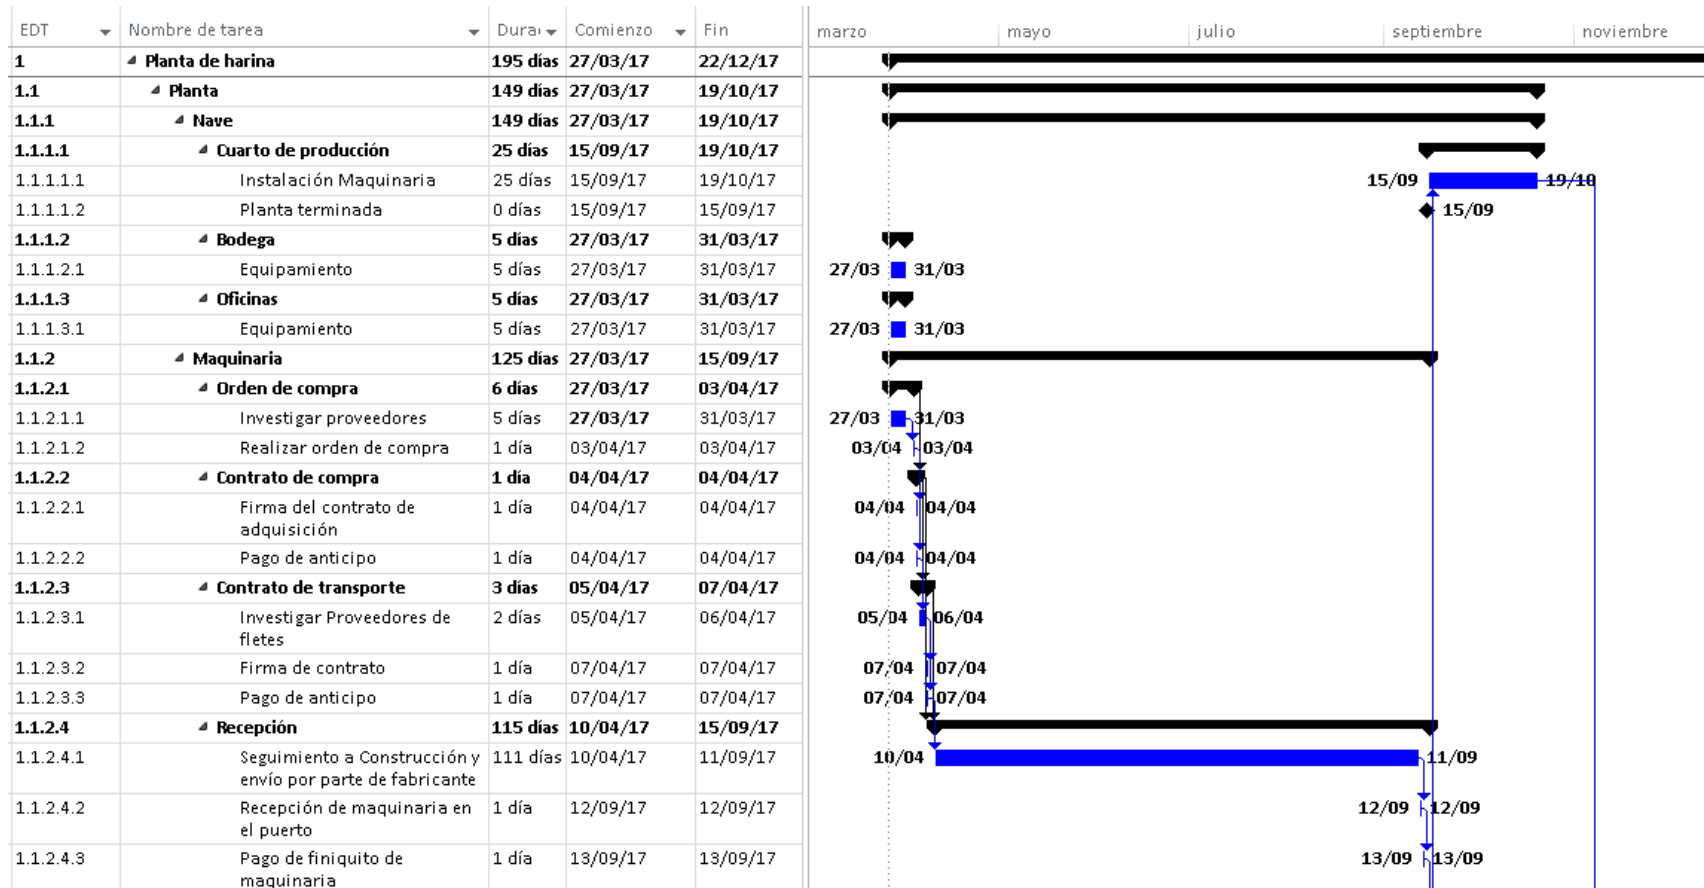 EDT Nombre de tarea Dura Comienzo Fin marzo mayo julio septiembre noviembre
1 Planta de harina 195 días 27/03/17 22/12/17
1.1 Planta 149 días 27/03/17 19/10/17
1.1.1 Nave 149 días 27/03/17 19/10/17
1.1.1.1 Cuarto de producción 25 días 15/09/17 19/10/17
1.1.1.1.1 Instalación Maquinaria 25 días 15/09/17 19/10/17 15/09 19/10
1.1.1.1.2 Planta terminada 0 días 15/09/17 15/09/17 15/09
1.1.1.2 Bodega 5 días 27/03/17 31/03/17
1.1.1.2.1 Equipamiento 5 días 27/03/17 31/03/17 27/03 31/03
1.1.1.3 Oficinas 5 días 27/03/17 31/03/17
1.1.1.3.1 Equipamiento 5 días 27/03/17 31/03/17 27/03 31/03
1.1.2 Maquinaria 125 días 27/03/17 15/09/17
1.1.2.1 Orden de compra 6 días 27/03/17 03/04/17
1.1.2.1.1 Investigar proveedores 5 días 27/03/17 31/03/17 27/03 31/03
1.1.2.1.2 Realizar orden de compra 1 día 03/04/17 03/04/17 03/04 03/04
1.1.2.2 Contrato de compra 1 día 04/04/17 04/04/17
1.1.2.2.1 Firma del contrato de 1 día 04/04/17 04/04/17 04/04 04/04
adquisición
1.1.2.2.2 Pago de anticipo 1 día 04/04/17 04/04/17 04/04 04/04
1.1.2.3 Contrato de transporte 3 días 05/04/17 07/04/17
1.1.2.3.1 Investigar Proveedores de 2 días 05/04/17 06/04/17 05/04 06/04
fletes
1.1.2.3.2 Firma de contrato 1 día 07/04/17 07/04/17 07/04 07/04
1.1.2.3.3 Pago de anticipo 1 día 07/04/17 07/04/17 07/04 07/04
1.1.2.4 Recepción 115 días 10/04/17 15/09/17
1.1.2.4.1 Seguimiento a Construcción y 111 días 10/04/17 11/09/17 10/04 11/09
envío por parte de fabricante
1.1.2.4.2 Recepción de maquinaria en 1 día 12/09/17 12/09/17 12/09 12/09
el puerto
1.1.2.4.3 Pago de finiquito de 1 día 13/09/17 13/09/17 13/09 13/09
maquinaria